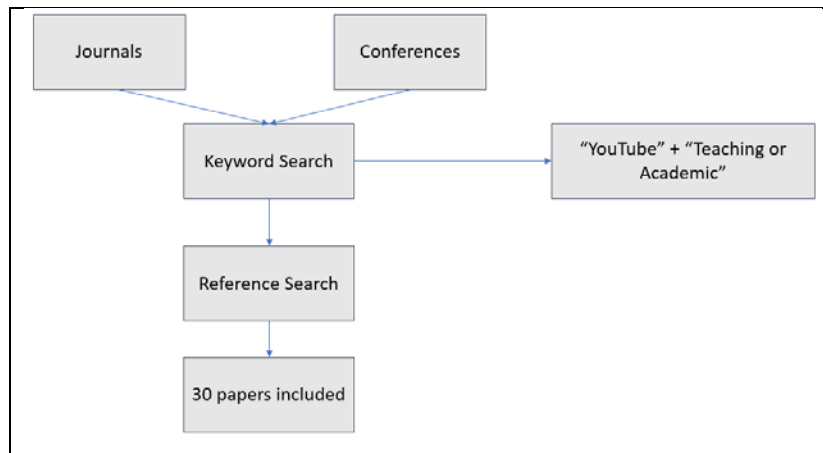 Journals
Conferences
Keyword Search
“YouTube” + “Teaching or
Academic”
Reference Search
30 papers included